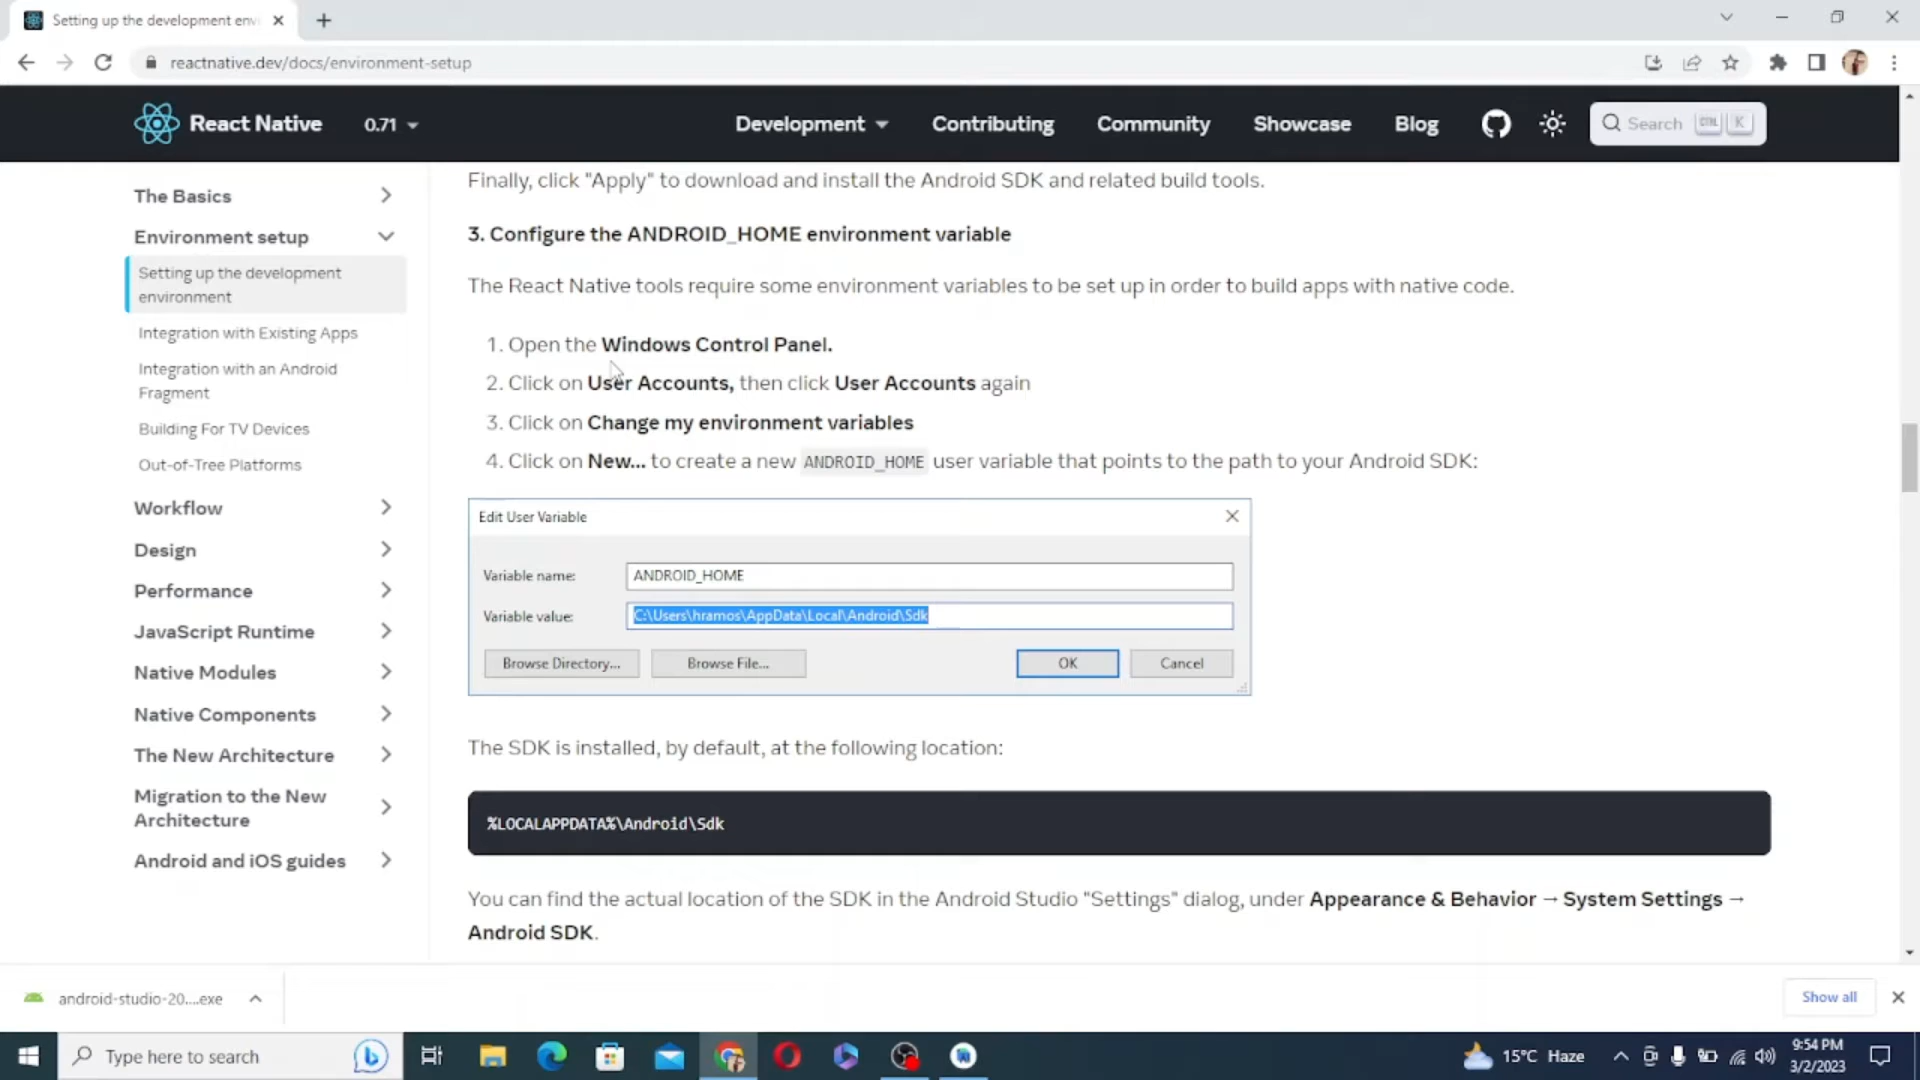 Setting up the development env
reactnative.dev/docs/environment-setup
React Native
0.71
Development
Contributing
Community
Showcase
Blog
Search
CTRL
K
The Basics
Environment setup
Setting up the development
environment
Integration with Existing Apps
Integration with an Android
Fragment
Building For TV Devices
Out-of-Tree Platforms
Workflow
Design
Performance
JavaScript Runtime
Native Modules
Native Components
The New Architecture
Migration to the New
Architecture
Android and iOS guides
Finally, click "Apply" to download and install the Android SDK and related build tools.
3. Configure the ANDROID_HOME environment variable
The React Native tools require some environment variables to be set up in order to build apps with native code.
1. Open the Windows Control Panel.
2. Click on User Accounts, then click User Accounts again
3. Click on Change my environment variables
4. Click on New... to create a new ANDROID_HOME user variable that points to the path to your Android SDK:
Edit User Variable
Variable name:
ANDROID_HOME
Variable value:
C:\Users\hramos\AppData\Local\Android\Sdk
Browse Directory...
Browse File...
OK
Cancel
The SDK is installed, by default, at the following location:
%LOCALAPPDATA%\Android\Sdk
You can find the actual location of the SDK in the Android Studio "Settings" dialog, under Appearance & Behavior → System Settings →
Android SDK.
android-studio-20....exe
Show all
Type here to search
15°C Haze
9:54 PM
3/2/2023